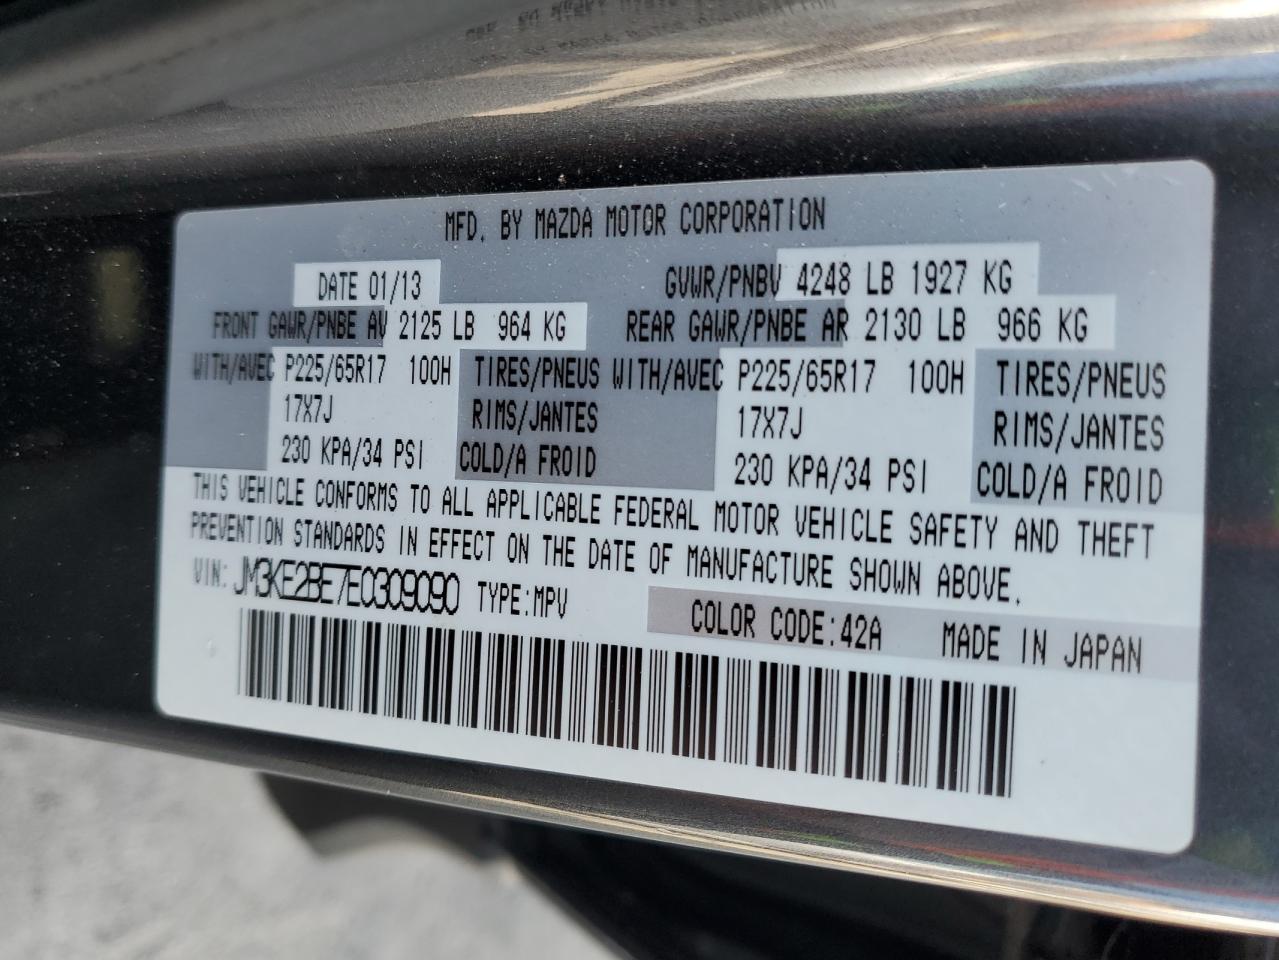 MFD. BY MAZDA MOTOR CORPORATION
DATE 01/13 GVWR/PNBV 4248 LB 1927 KG
FRONT GAWR/PNBE AV 2125 LB 964 KG REAR GAWR/PNBE AR 2130 LB 966 KG
WITH/AVEC P225/65R17 100H TIRES/PNEUS WITH/AVEC P225/65R17 100H TIRES/PNEUS
17X7J RIMS/JANTES 17X7J RIMS/JANTES
230 KPA/34 PSI COLD/A FROID 230 KPA/34 PSI COLD/A FROID
THIS VEHICLE CONFORMS TO ALL APPLICABLE FEDERAL MOTOR VEHICLE SAFETY AND THEFT
PREVENTION STANDARDS IN EFFECT ON THE DATE OF MANUFACTURE SHOWN ABOVE.
VIN: JM3KE2BE7E0309090 TYPE:MPV COLOR CODE:42A MADE IN JAPAN